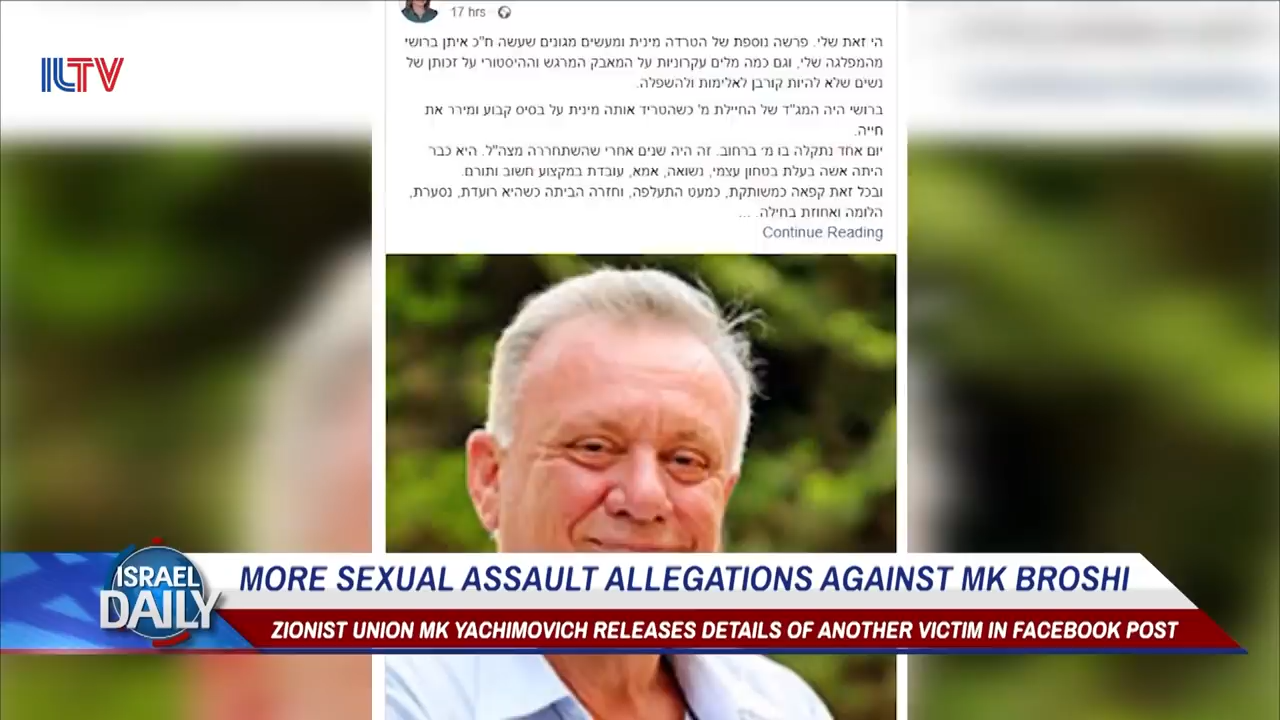 17 hrs
ILTV
הי זאת שלי. פרשה נוספת של הטרדה מינית ומעשים מגונים שעשה ח"כ איתן ברושי
מהמפלגה שלי, וגם כמה מלים עקרוניות על המאבק המרגש וההיסטורי על זכותן של
נשים שלא להיות קורבן לאלימות ולהשפלה.
ברושי היה המג"ד של החיילת מ' כשהטריד אותה מינית על בסיס קבוע ומירר את
חייה.
יום אחד נתקלה בו מ' ברחוב. זה היה שנים אחרי שהשתחררה מצה"ל. היא כבר
היתה אשה בעלת בטחון עצמי, נשואה, אמא, עובדת במקצוע חשוב ותורם.
ובכל זאת קפאה כמשותקת, כמעט התעלפה, וחזרה הביתה כשהיא רועדת, נסערת,
הלומה ואחוזת בחילה. ...
Continue Reading
ISRAEL
DAILY
MORE SEXUAL ASSAULT ALLEGATIONS AGAINST MK BROSHI
ZIONIST UNION MK YACHIMOVICH RELEASES DETAILS OF ANOTHER VICTIM IN FACEBOOK POST